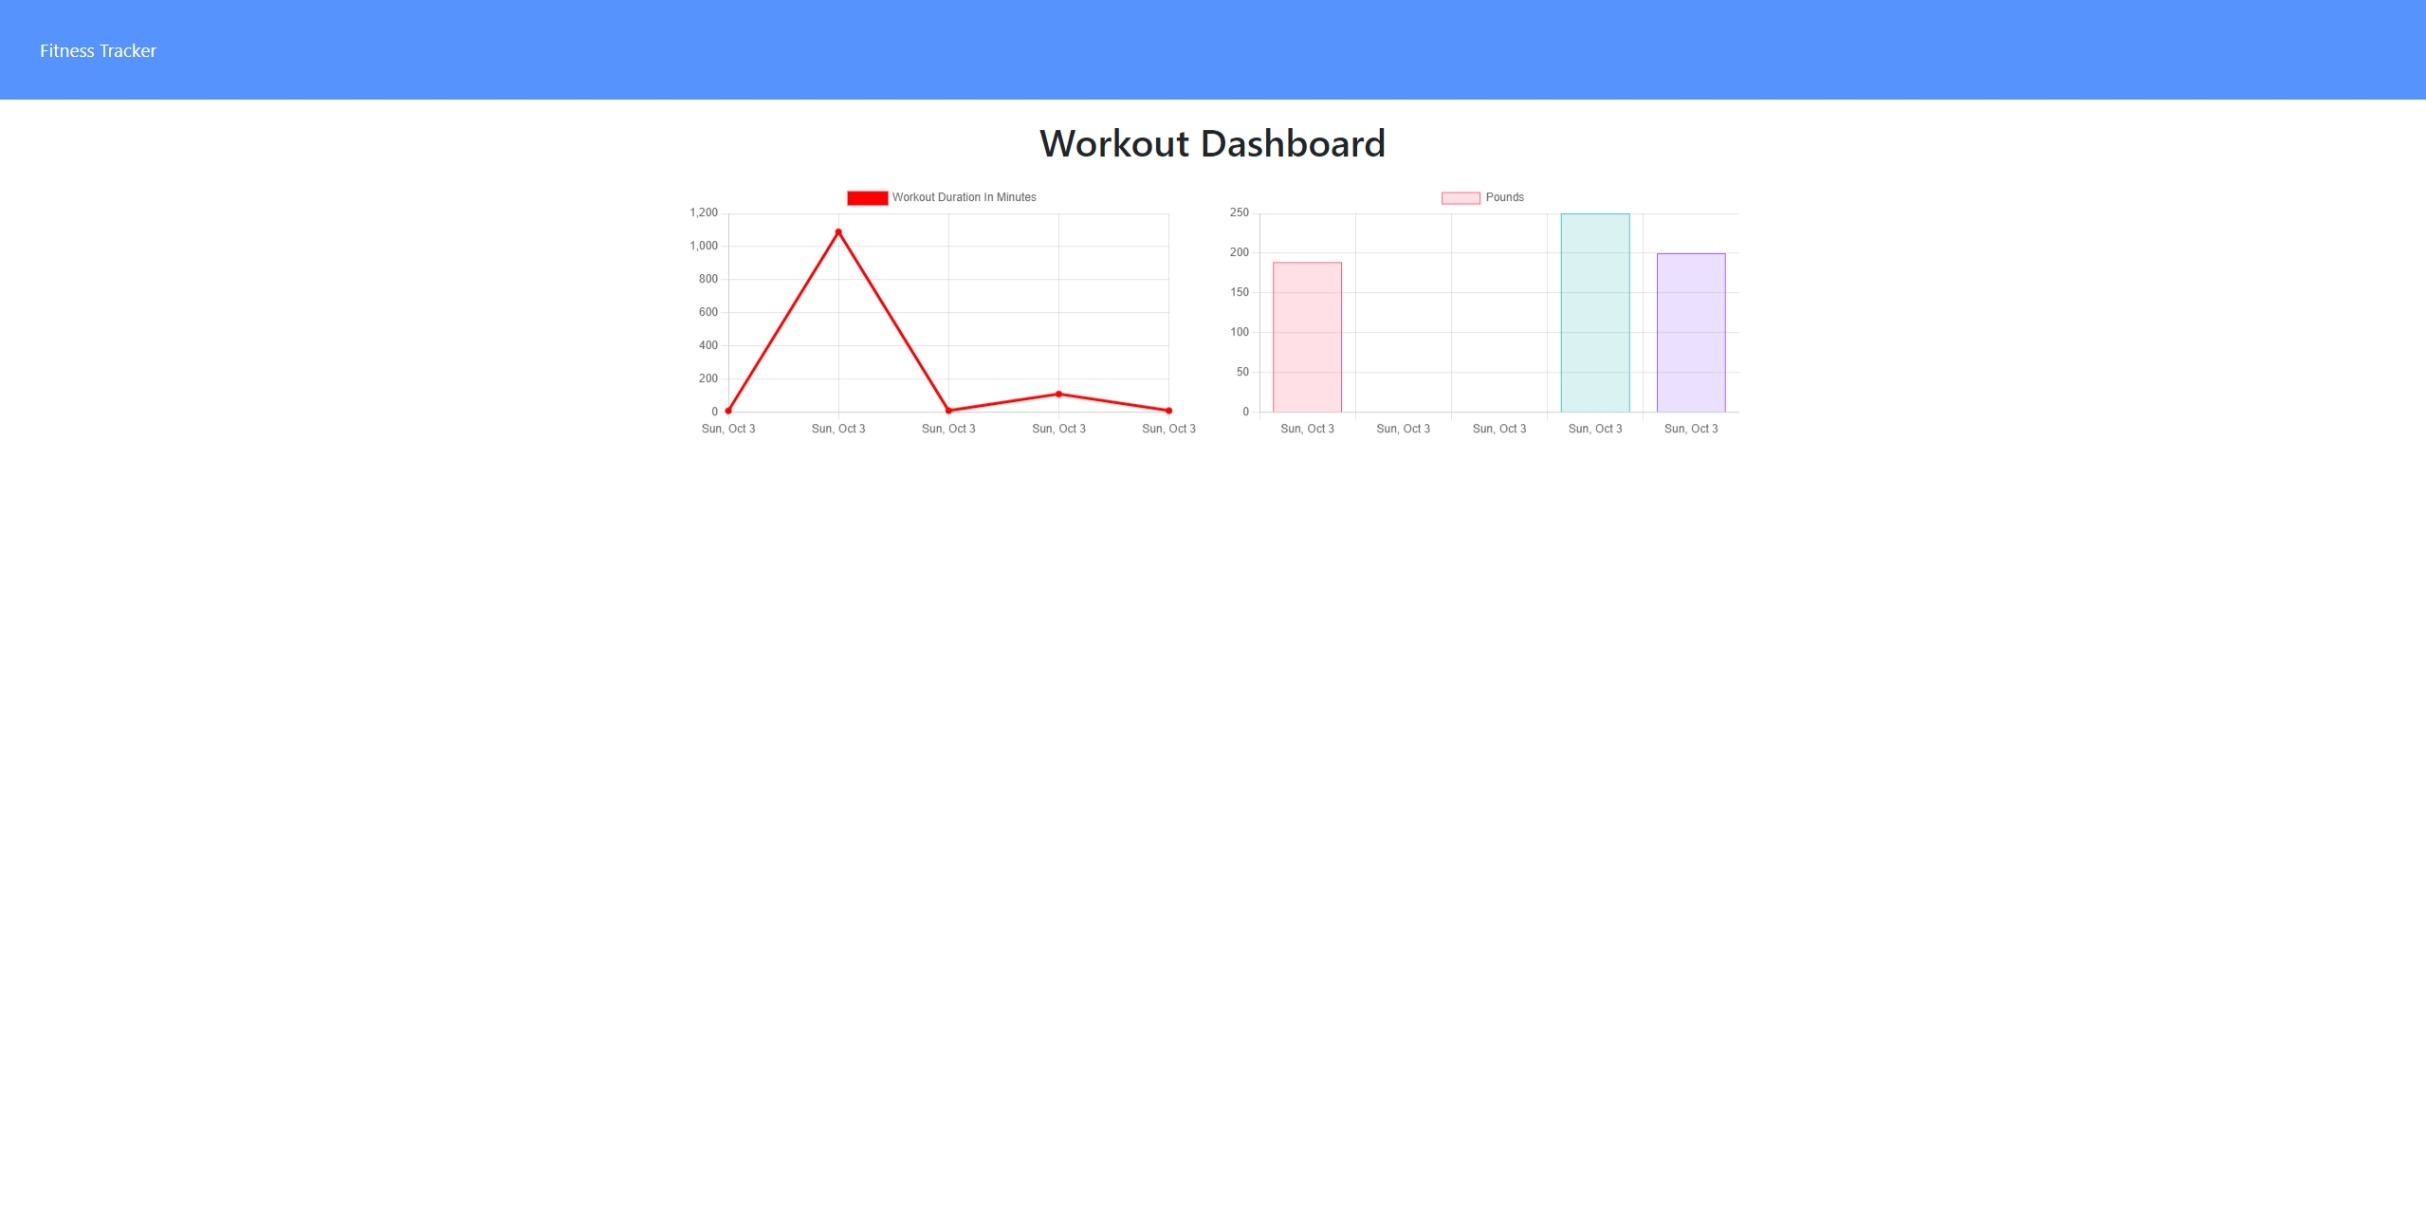 Fitness Tracker
Workout Dashboard
Workout Duration In Minutes
1,200
1,000
800
600
400
200
0
Sun, Oct 3 Sun, Oct 3 Sun, Oct 3 Sun, Oct 3 Sun, Oct 3
Pounds
250
200
150
100
50
0
Sun, Oct 3 Sun, Oct 3 Sun, Oct 3 Sun, Oct 3 Sun, Oct 3